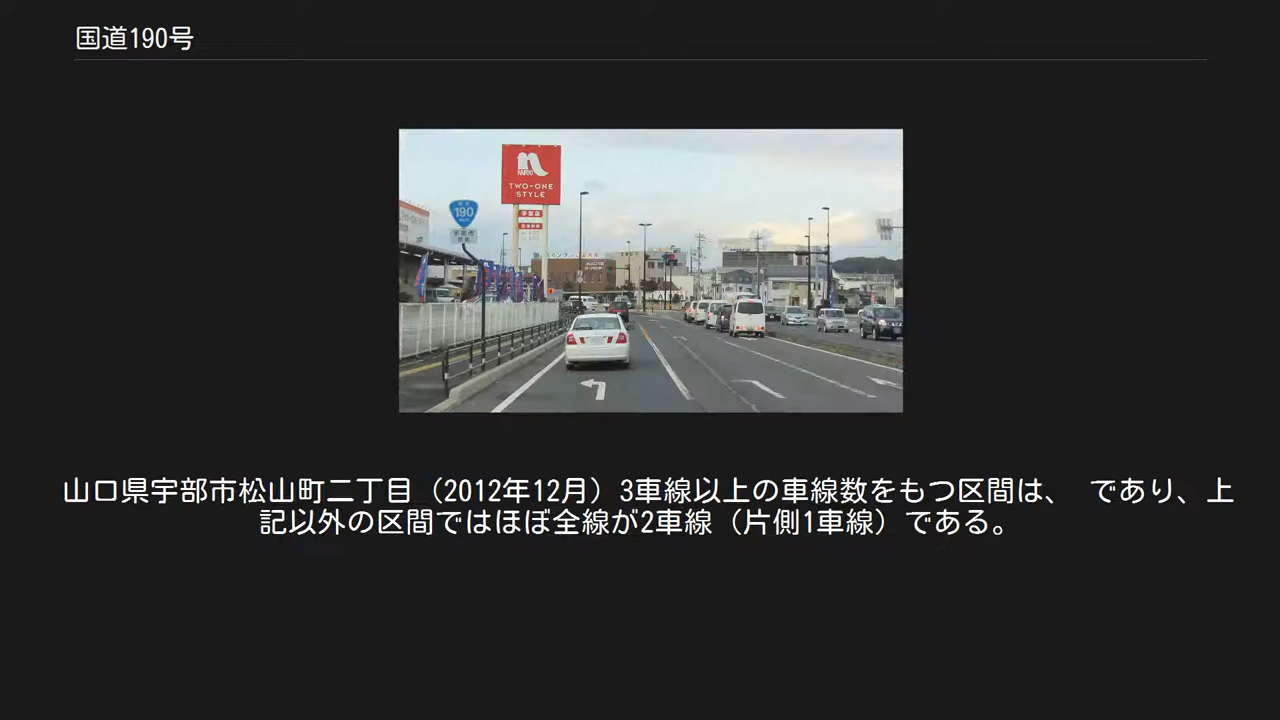 国道190号
TWO-ONE
STYLE
190
宇部市
山口県宇部市松山町二丁目（2012年12月）3車線以上の車線数をもつ区間は、 であり、上
記以外の区間ではほぼ全線が2車線（片側1車線）である。